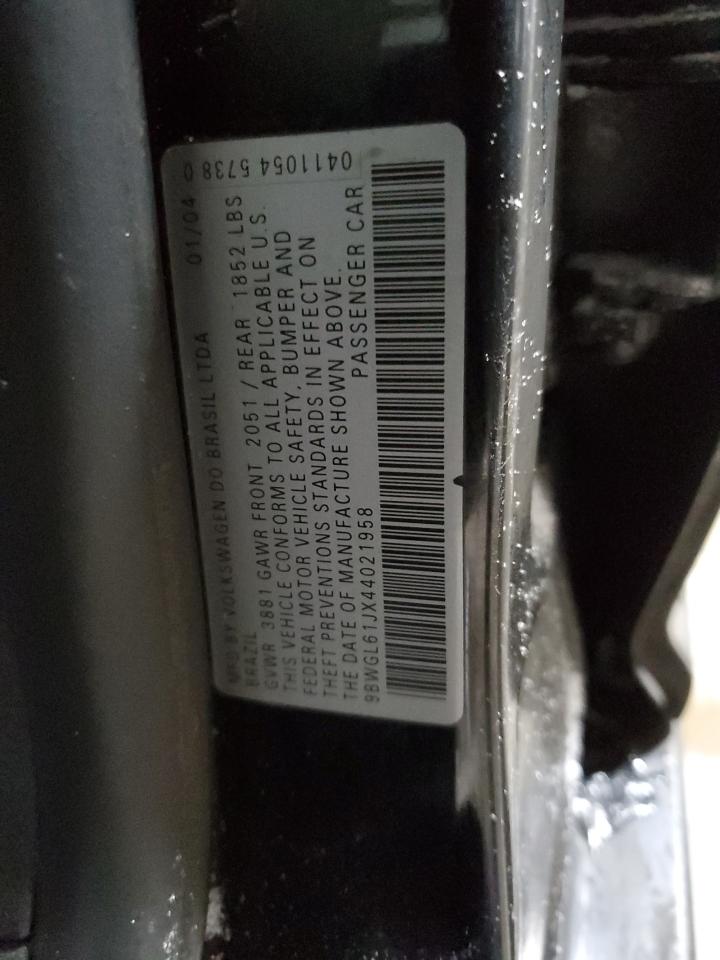 0411054 5738 0
MFD BY VOLKSWAGEN DO BRASIL LTDA 01/04
BRAZIL
GVWR 3881 GAWR FRONT 2051 / REAR 1852 LBS
THIS VEHICLE CONFORMS TO ALL APPLICABLE U.S.
FEDERAL MOTOR VEHICLE SAFETY, BUMPER AND
THEFT PREVENTIONS STANDARDS IN EFFECT ON
THE DATE OF MANUFACTURE SHOWN ABOVE.
9BWGL61JX44021958 PASSENGER CAR